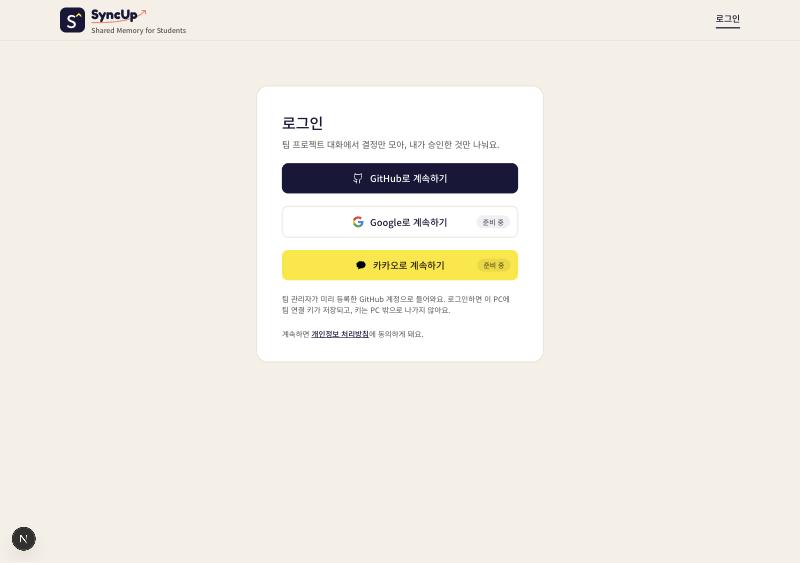 S
SyncUp
Shared Memory for Students
로그인
로그인
팀 프로젝트 대화에서 결정만 모아, 내가 승인한 것만 나눠요.
GitHub로 계속하기
Google로 계속하기
준비 중
카카오로 계속하기
준비 중
팀 관리자가 미리 등록한 GitHub 계정으로 들어와요. 로그인하면 이 PC에
팀 연결 키가 저장되고, 키는 PC 밖으로 나가지 않아요.
계속하면 개인정보 처리방침에 동의하게 돼요.
N